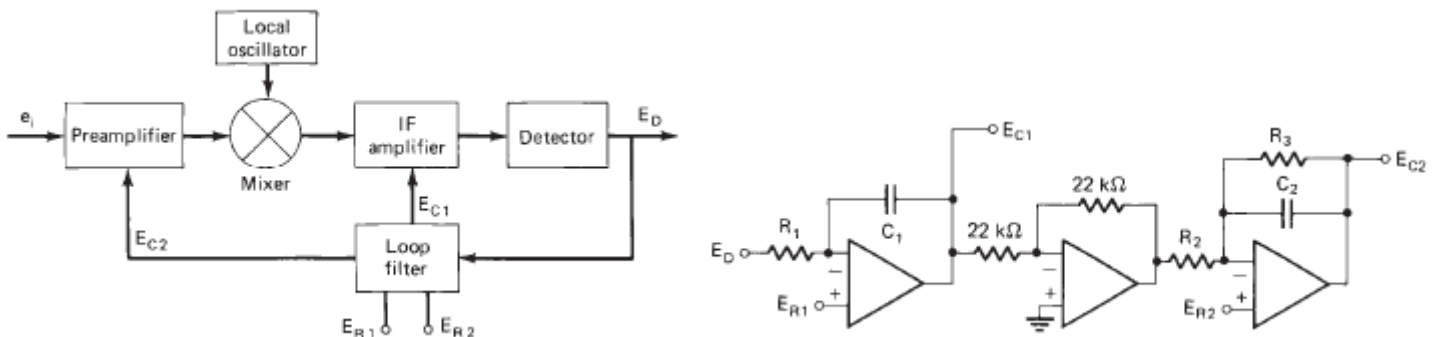 Local
oscillator
e_i
Preamplifier
Mixer
IF
amplifier
Detector
E_D
E_C1
E_C2
Loop
filter
E_R1
E_R2
E_C1
R_3
E_C2
22 kΩ
C_2
R_1
C_1
22 kΩ
R_2
E_D
−
+
E_R1
−
+
−
+
E_R2